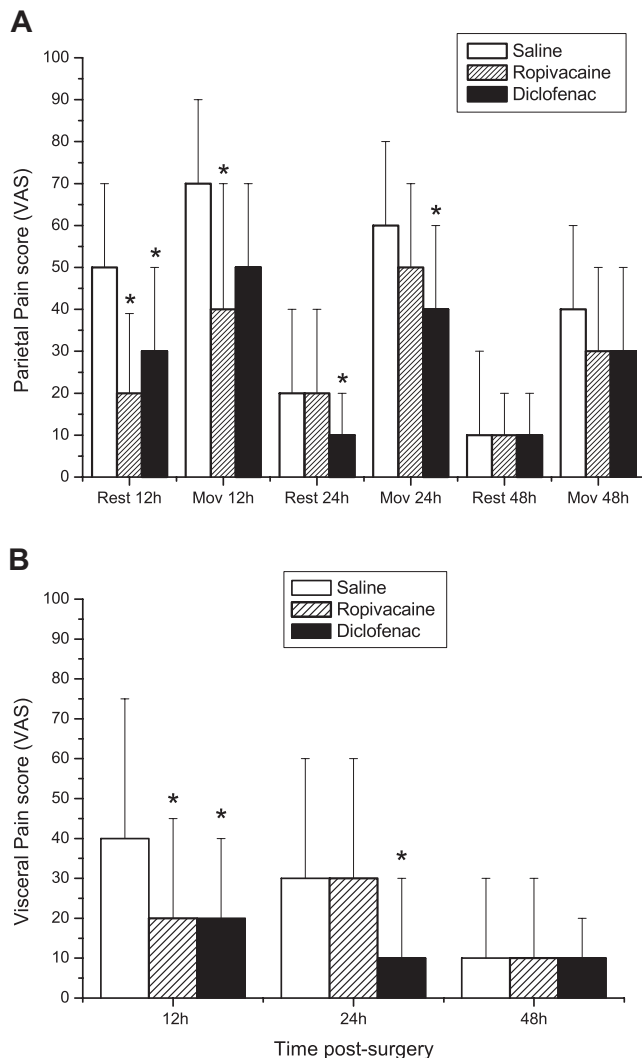 A
Saline
Ropivacaine
Diclofenac
100
90
80
70
60
50
40
30
20
10
0
Parietal Pain score (VAS)
* * * * *
Rest 12h Mov 12h Rest 24h Mov 24h Rest 48h Mov 48h
B
Saline
Ropivacaine
Diclofenac
100
90
80
70
60
50
40
30
20
10
0
Visceral Pain score (VAS)
* * *
12h 24h 48h
Time post-surgery